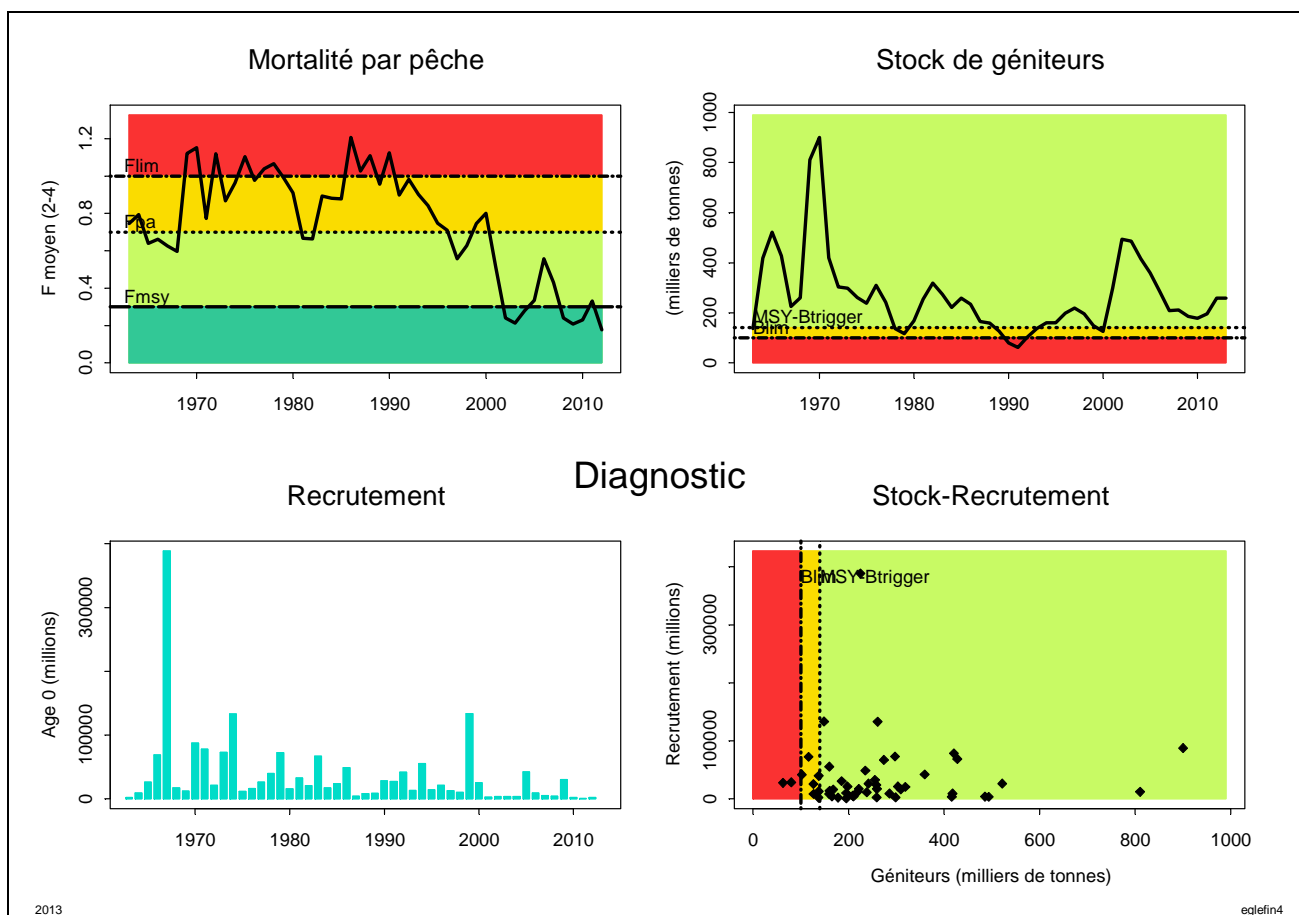 Mortalité par pêche
F moyen (2-4)
0.0 0.4 0.8 1.2
Flim
Fpa
Fmsy
1970 1980 1990 2000 2010
Stock de géniteurs
(milliers de tonnes)
0 200 400 600 800 1000
MSY-Btrigger
Blim
1970 1980 1990 2000 2010
Diagnostic
Recrutement
Age 0 (millions)
0 100000 300000
1970 1980 1990 2000 2010
Stock-Recrutement
Recrutement (millions)
0 100000 300000
Blim
MSY-Btrigger
0 200 400 600 800 1000
Géniteurs (milliers de tonnes)
2013
eglefin4